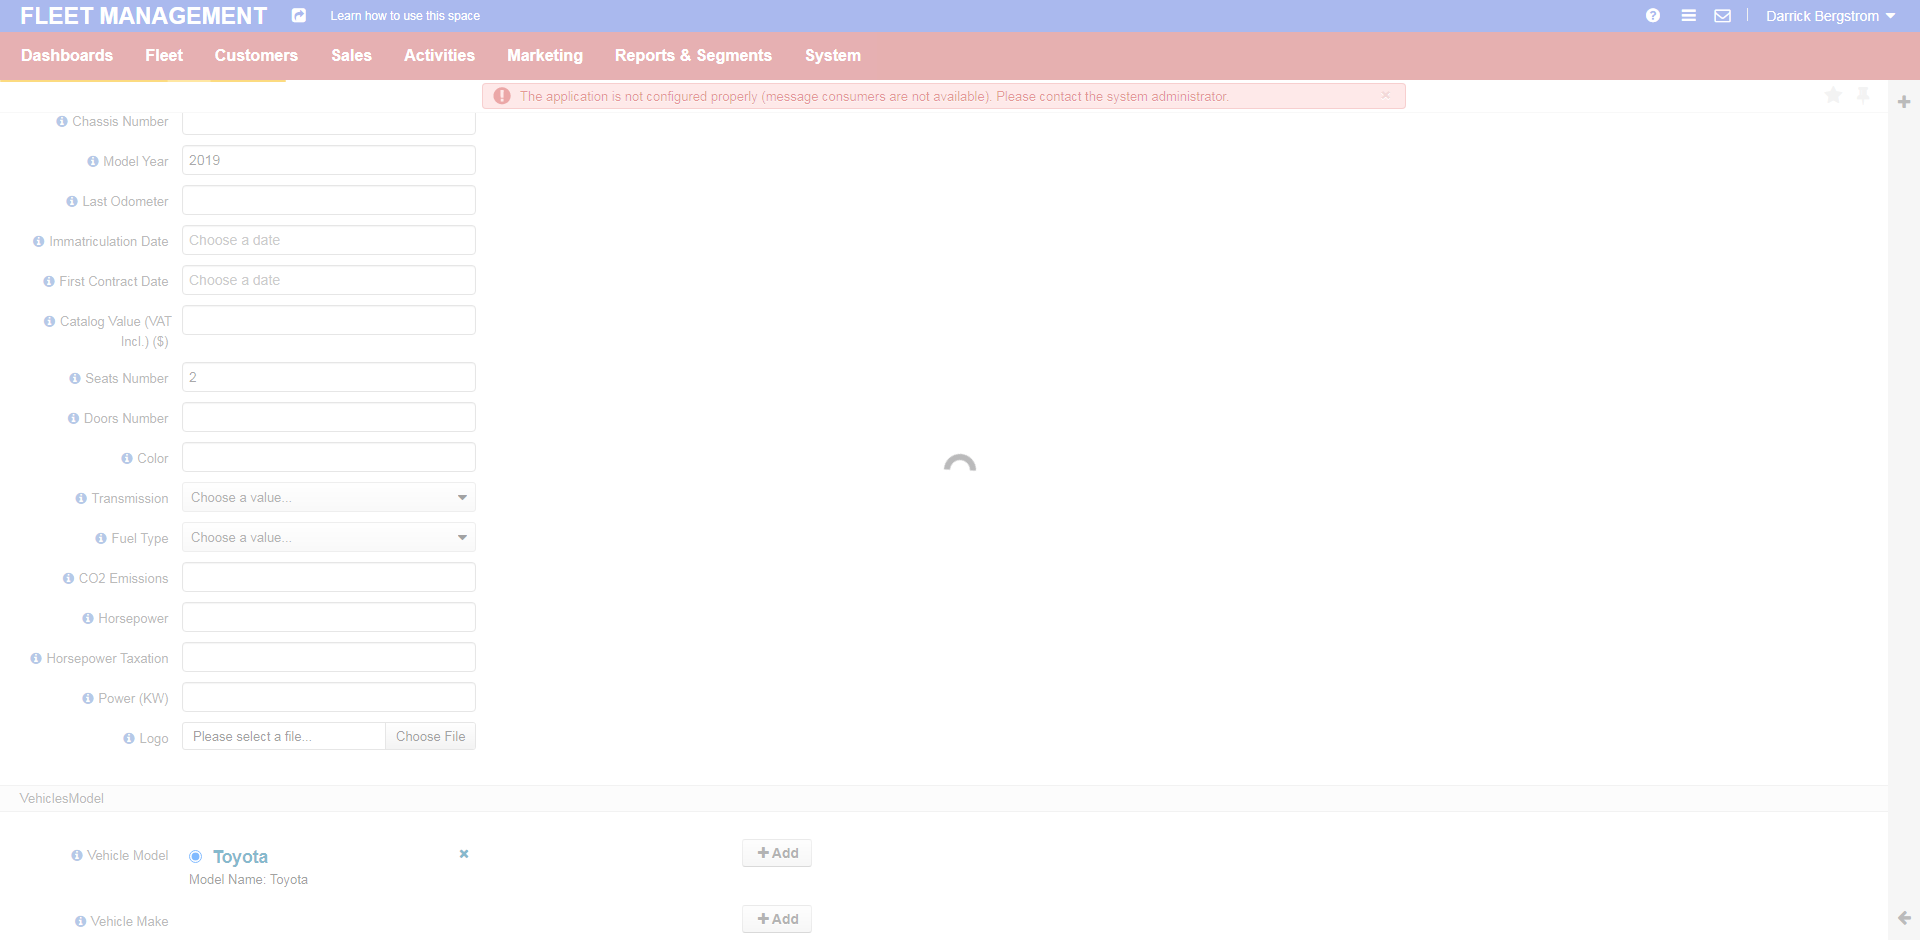 FLEET MANAGEMENT
Learn how to use this space
Darrick Bergstrom
Dashboards
Fleet
Customers
Sales
Activities
Marketing
Reports & Segments
System
The application is not configured properly (message consumers are not available). Please contact the system administrator.
Chassis Number
Model Year
2019
Last Odometer
Immatriculation Date
Choose a date
First Contract Date
Choose a date
Catalog Value (VAT
Incl.) ($)
Seats Number
2
Doors Number
Color
Transmission
Choose a value...
Fuel Type
Choose a value...
CO2 Emissions
Horsepower
Horsepower Taxation
Power (KW)
Logo
Please select a file...
Choose File
VehiclesModel
Vehicle Model
Toyota
Add
Model Name: Toyota
Vehicle Make
Add